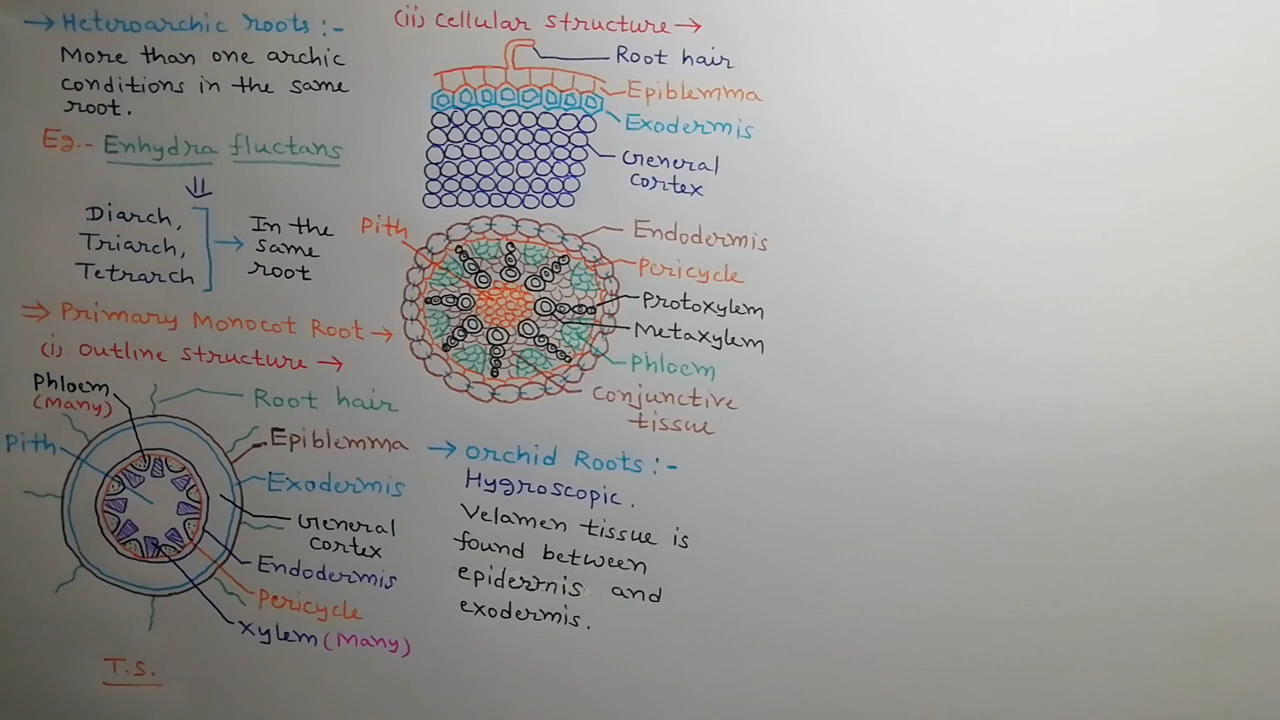 → Heteroarchic roots :-
More than one archic
conditions in the same
root.
Eg.- Enhydra fluctans
⇓
Diarch,
Triarch,
Tetrarch
→ In the
same
root
⇒ Primary Monocot Root →
(i) outline structure →
Phloem
(Many)
Pith
Root hair
Epiblemma
Exodermis
General
cortex
Endodermis
Pericycle
Xylem (Many)
T.S.
(ii) Cellular structure →
Root hair
Epiblemma
Exodermis
General
cortex
Pith
Endodermis
Pericycle
Protoxylem
Metaxylem
Phloem
Conjunctive
tissue
→ Orchid Roots :-
Hygroscopic.
Velamen tissue is
found between
epidermis and
exodermis.